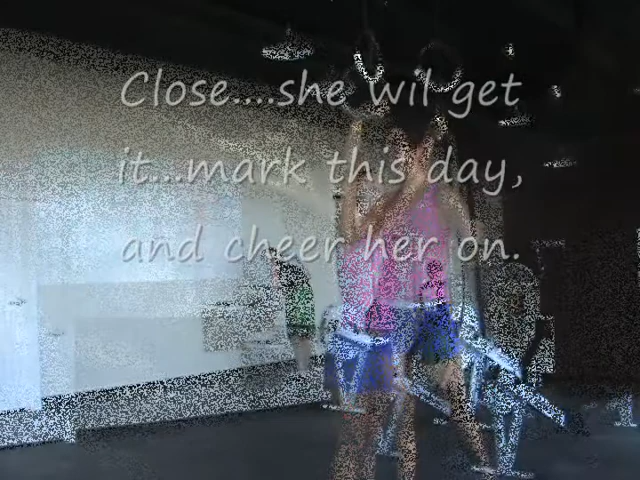 Close....she wil get
it...mark this day,
and cheer her on.